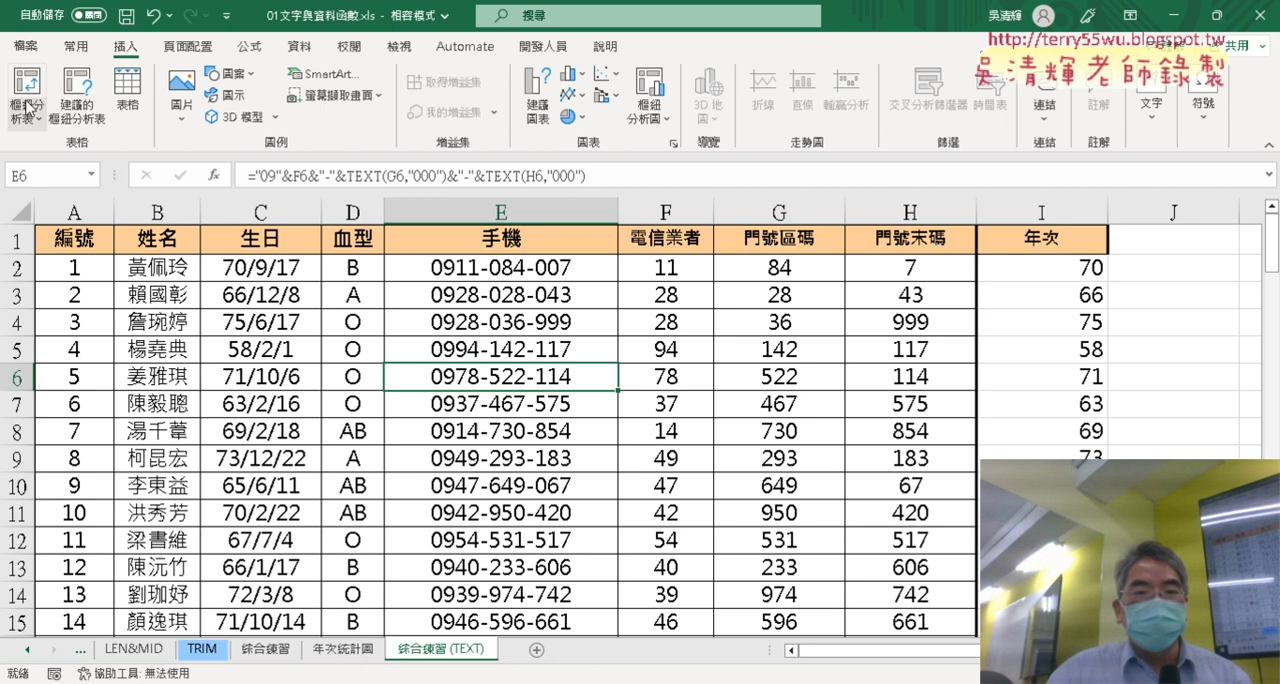 自動儲存 開關 01文字與資料函數.xls - 相容模式 搜尋 吳清輝
檔案 常用 插入 頁面配置 公式 資料 校閱 檢視 Automate 開發人員 說明 共用
http://terry55wu.blogspot.tw
吳清輝老師錄製
樞紐分析表 建議的樞紐分析表 表格 圖片 圖案 圖示 3D 模型 SmartArt... 螢幕擷取畫面 取得增益集 我的增益集 建議圖表 樞紐分析圖 3D 地圖 折線 直條 輸贏分析 交叉分析篩選器 時間表 連結 註解 文字 符號
表格 圖例 增益集 圖表 導覽 走勢圖 篩選 連結 註解
E6 fx ="09"&F6&"-"&TEXT(G6,"000")&"-"&TEXT(H6,"000")
A B C D E F G H I J
1 編號 姓名 生日 血型 手機 電信業者 門號區碼 門號末碼 年次
2 1 黃佩玲 70/9/17 B 0911-084-007 11 84 7 70
3 2 賴國彰 66/12/8 A 0928-028-043 28 28 43 66
4 3 詹琬婷 75/6/17 O 0928-036-999 28 36 999 75
5 4 楊堯典 58/2/1 O 0994-142-117 94 142 117 58
6 5 姜雅琪 71/10/6 O 0978-522-114 78 522 114 71
7 6 陳毅聰 63/2/16 O 0937-467-575 37 467 575 63
8 7 湯千葦 69/2/18 AB 0914-730-854 14 730 854 69
9 8 柯昆宏 73/12/22 A 0949-293-183 49 293 183 73
10 9 李東益 65/6/11 AB 0947-649-067 47 649 67
11 10 洪秀芳 70/2/22 AB 0942-950-420 42 950 420
12 11 梁書維 67/7/4 O 0954-531-517 54 531 517
13 12 陳沅竹 66/1/17 B 0940-233-606 40 233 606
14 13 劉珈妤 72/3/8 O 0939-974-742 39 974 742
15 14 顏逸琪 71/10/14 B 0946-596-661 46 596 661
... LEN&MID TRIM 綜合練習 年次統計圖 綜合練習 (TEXT)
就緒 協助工具: 無法使用